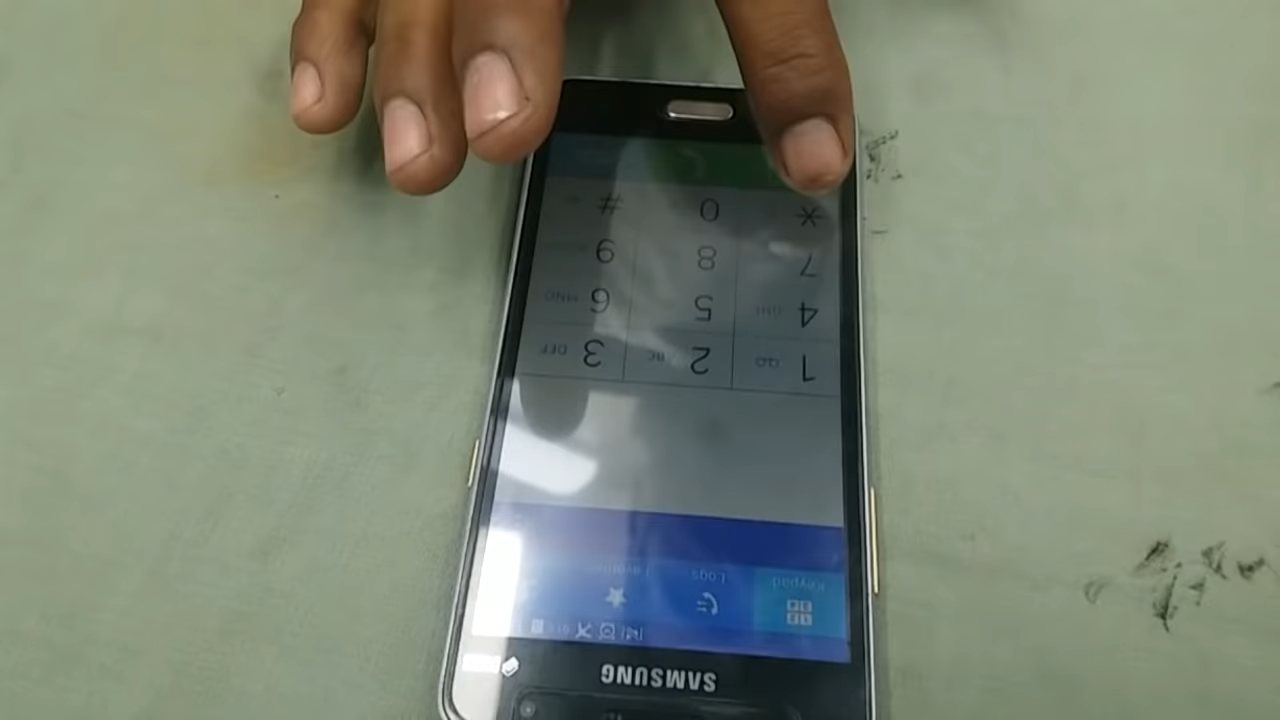 SAMSUNG
Keypad Logs
1 2 ABC 3 DEF
4 GHI 5 6 MNO
7 8 9
* 0 #